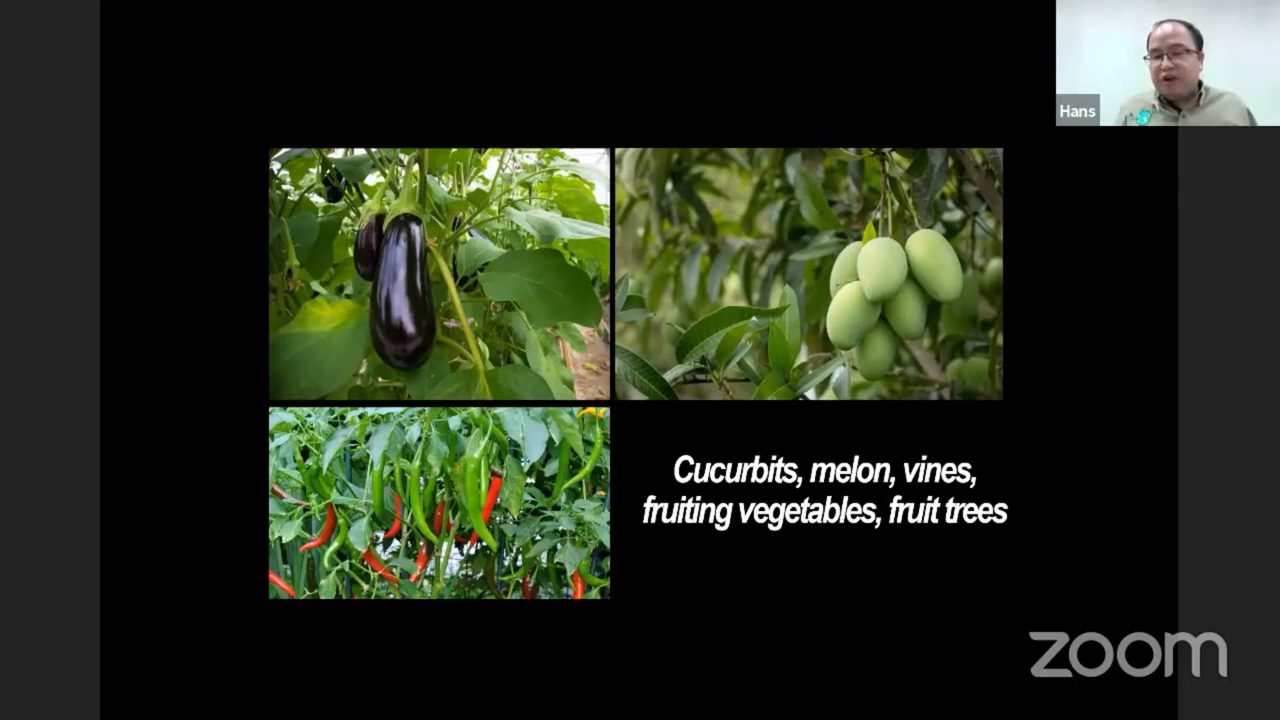 Hans
Cucurbits, melon, vines,
fruiting vegetables, fruit trees
zoom